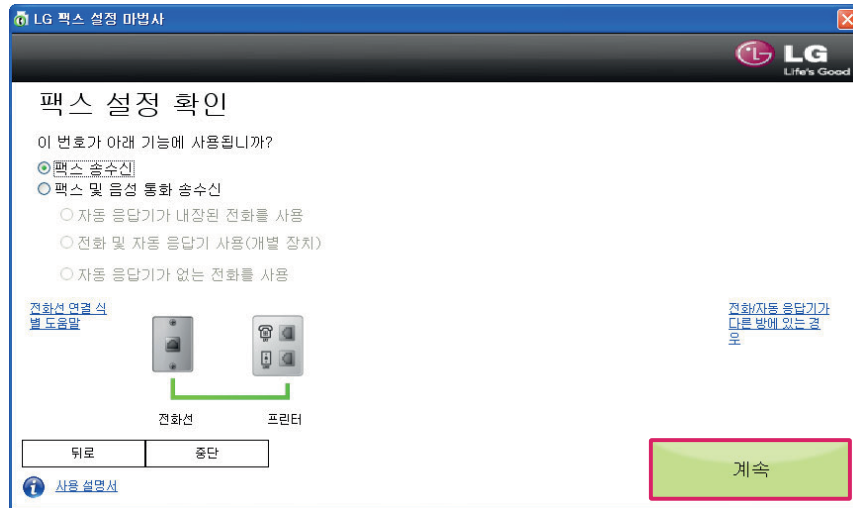 LG 팩스 설정 마법사
LG
Life's Good
팩스 설정 확인
이 번호가 아래 기능에 사용됩니까?
팩스 송수신
팩스 및 음성 통화 송수신
자동 응답기가 내장된 전화를 사용
전화 및 자동 응답기 사용(개별 장치)
자동 응답기가 없는 전화를 사용
전화선 연결 식
별 도움말
전화/자동 응답기가
다른 방에 있는 경
우
전화선
프린터
뒤로
중단
계속
사용 설명서